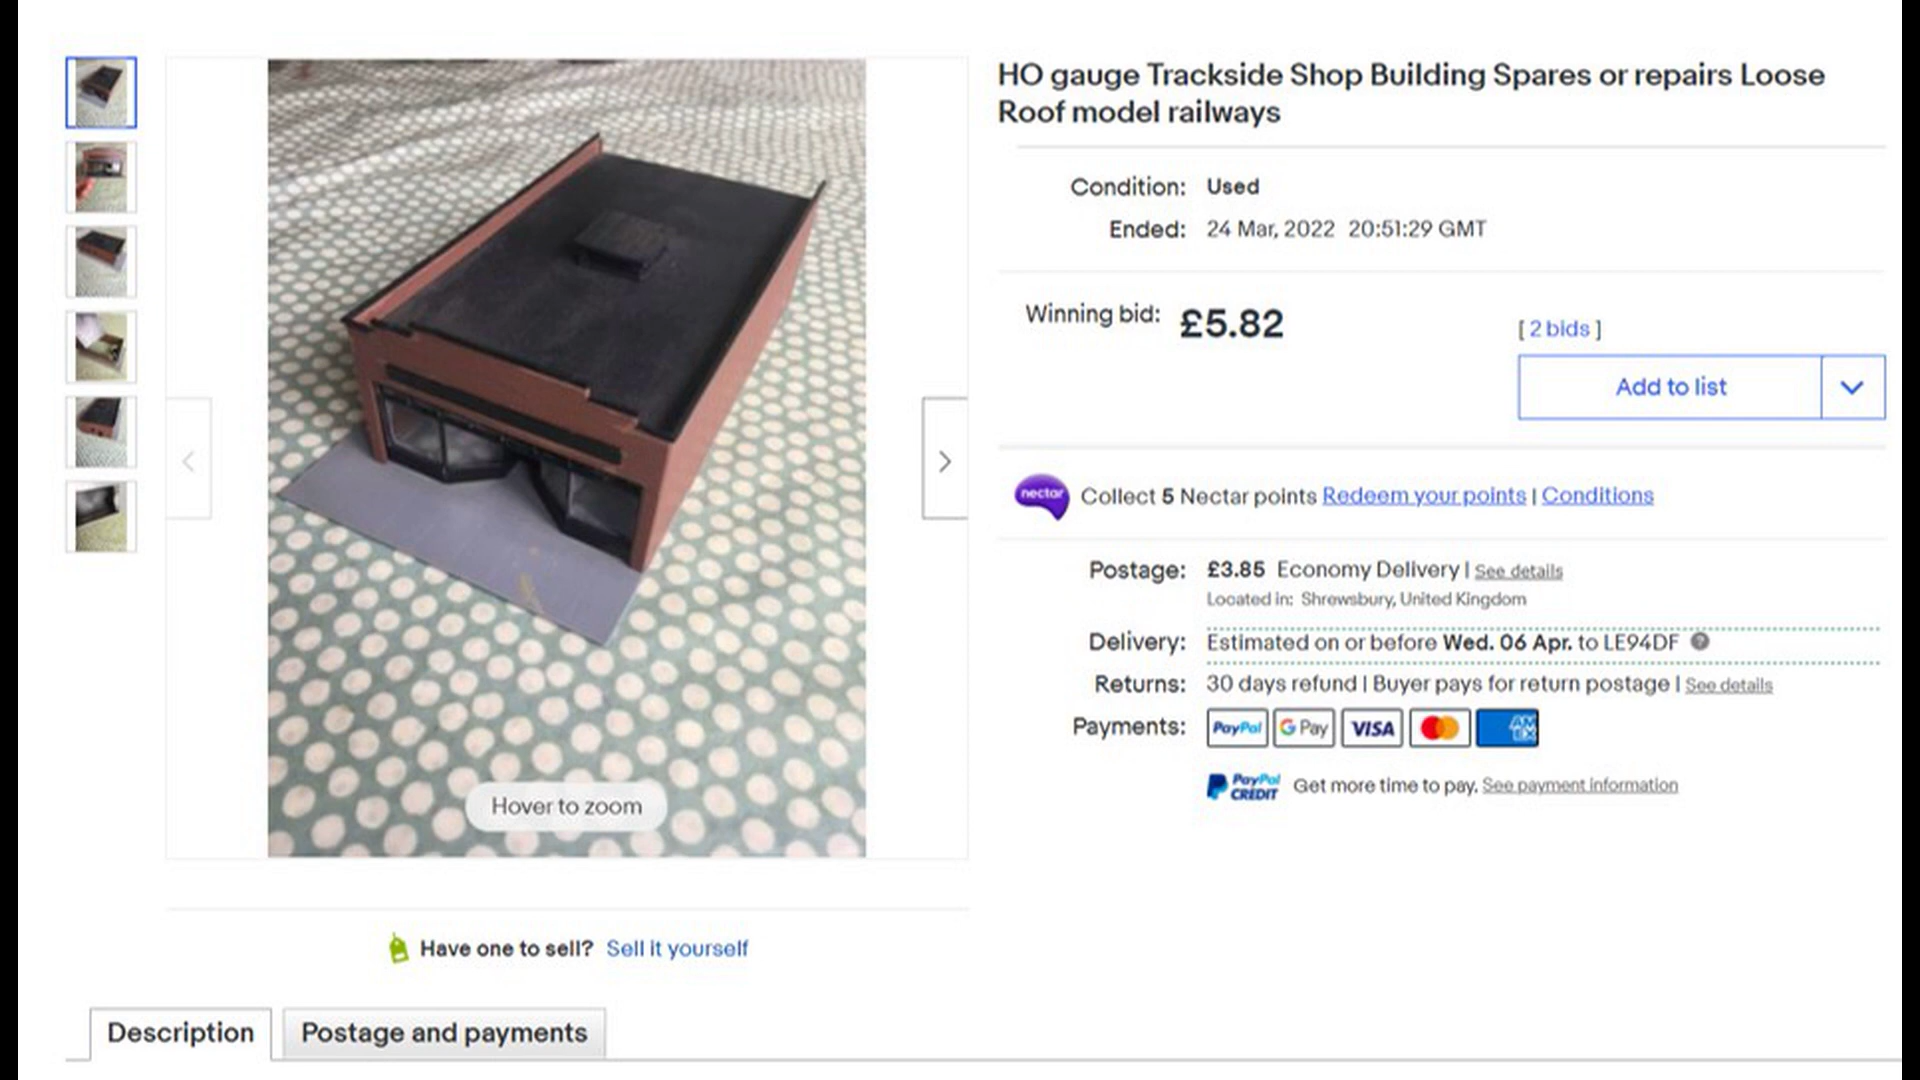 HO gauge Trackside Shop Building Spares or repairs Loose
Roof model railways
Condition: Used
Ended: 24 Mar, 2022 20:51:29 GMT
Winning bid: £5.82
[ 2 bids ]
Add to list
nectar Collect 5 Nectar points Redeem your points | Conditions
Postage: £3.85 Economy Delivery | See details
Located in: Shrewsbury, United Kingdom
Delivery: Estimated on or before Wed. 06 Apr. to LE94DF ?
Returns: 30 days refund | Buyer pays for return postage | See details
Payments: PayPal G Pay VISA AM EX
PayPal CREDIT Get more time to pay. See payment information
Hover to zoom
Have one to sell? Sell it yourself
Description Postage and payments